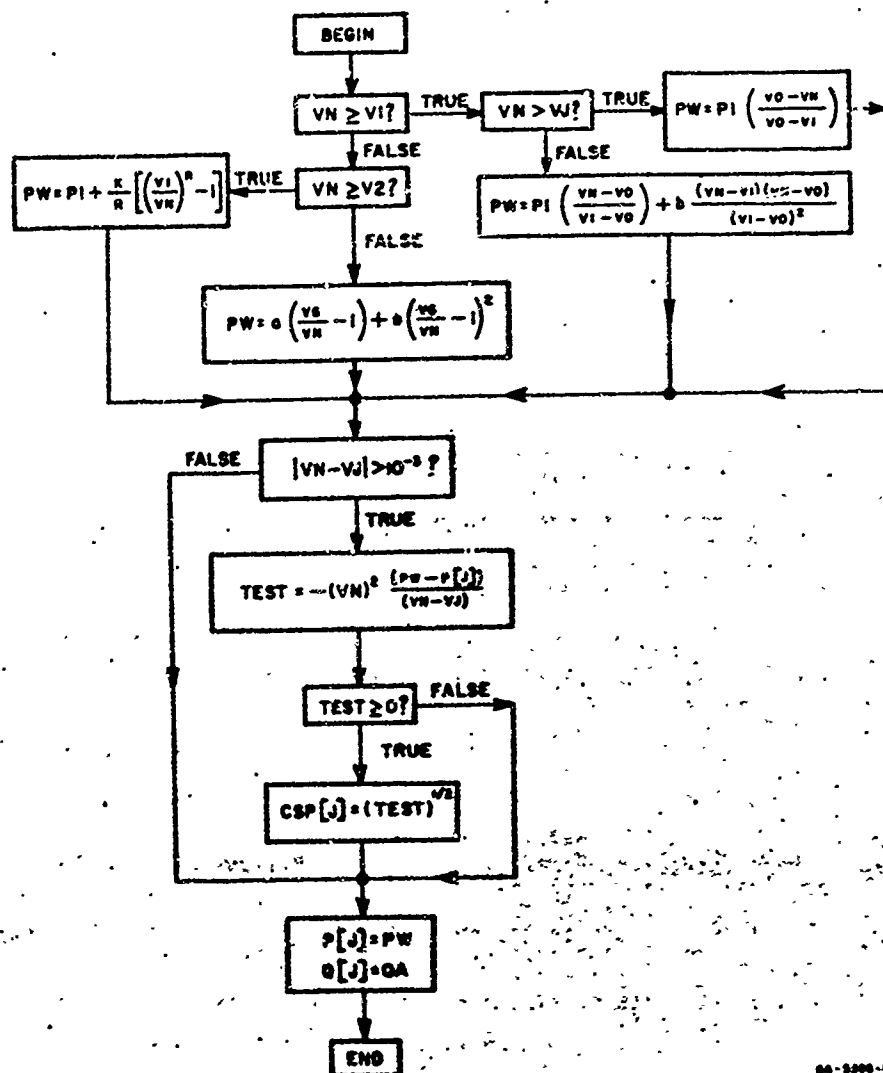 BEGIN
VN ≥ V1?
TRUE
VN > VJ?
TRUE
PW = P1 ( (V0 - VN) / (V0 - V1) )
FALSE
FALSE
PW = P1 + K/R [ (V1/VN)^R - 1 ]
TRUE
VN ≥ V2?
PW = P1 ( (VN - V0) / (V1 - V0) ) + b (VN - V1)(VN - V0) / (V1 - V0)^2
FALSE
PW = a ( VG/VN - 1 ) + b ( VG/VN - 1 )^2
FALSE
|VN - VJ| > 10^-3 ?
TRUE
TEST = -(VN)^2 (PW - P[J]) / (VN - VJ)
TEST ≥ 0?
FALSE
TRUE
CSP[J] = (TEST)^1/2
P[J] = PW
Q[J] = QA
END